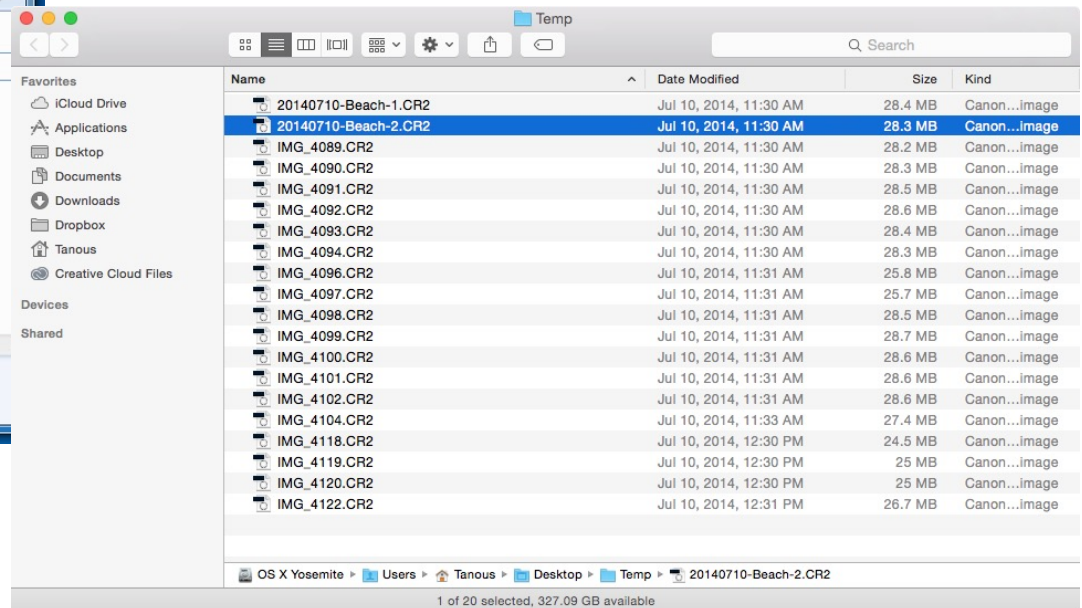 Temp
Search
Favorites
iCloud Drive
Applications
Desktop
Documents
Downloads
Dropbox
Tanous
Creative Cloud Files
Devices
Shared
Name Date Modified Size Kind
20140710-Beach-1.CR2 Jul 10, 2014, 11:30 AM 28.4 MB Canon...image
20140710-Beach-2.CR2 Jul 10, 2014, 11:30 AM 28.3 MB Canon...image
IMG_4089.CR2 Jul 10, 2014, 11:30 AM 28.2 MB Canon...image
IMG_4090.CR2 Jul 10, 2014, 11:30 AM 28.3 MB Canon...image
IMG_4091.CR2 Jul 10, 2014, 11:30 AM 28.5 MB Canon...image
IMG_4092.CR2 Jul 10, 2014, 11:30 AM 28.6 MB Canon...image
IMG_4093.CR2 Jul 10, 2014, 11:30 AM 28.4 MB Canon...image
IMG_4094.CR2 Jul 10, 2014, 11:30 AM 28.3 MB Canon...image
IMG_4096.CR2 Jul 10, 2014, 11:31 AM 25.8 MB Canon...image
IMG_4097.CR2 Jul 10, 2014, 11:31 AM 25.7 MB Canon...image
IMG_4098.CR2 Jul 10, 2014, 11:31 AM 28.5 MB Canon...image
IMG_4099.CR2 Jul 10, 2014, 11:31 AM 28.7 MB Canon...image
IMG_4100.CR2 Jul 10, 2014, 11:31 AM 28.6 MB Canon...image
IMG_4101.CR2 Jul 10, 2014, 11:31 AM 28.6 MB Canon...image
IMG_4102.CR2 Jul 10, 2014, 11:31 AM 28.6 MB Canon...image
IMG_4104.CR2 Jul 10, 2014, 11:33 AM 27.4 MB Canon...image
IMG_4118.CR2 Jul 10, 2014, 12:30 PM 24.5 MB Canon...image
IMG_4119.CR2 Jul 10, 2014, 12:30 PM 25 MB Canon...image
IMG_4120.CR2 Jul 10, 2014, 12:30 PM 25 MB Canon...image
IMG_4122.CR2 Jul 10, 2014, 12:31 PM 26.7 MB Canon...image
OS X Yosemite ▸ Users ▸ Tanous ▸ Desktop ▸ Temp ▸ 20140710-Beach-2.CR2
1 of 20 selected, 327.09 GB available